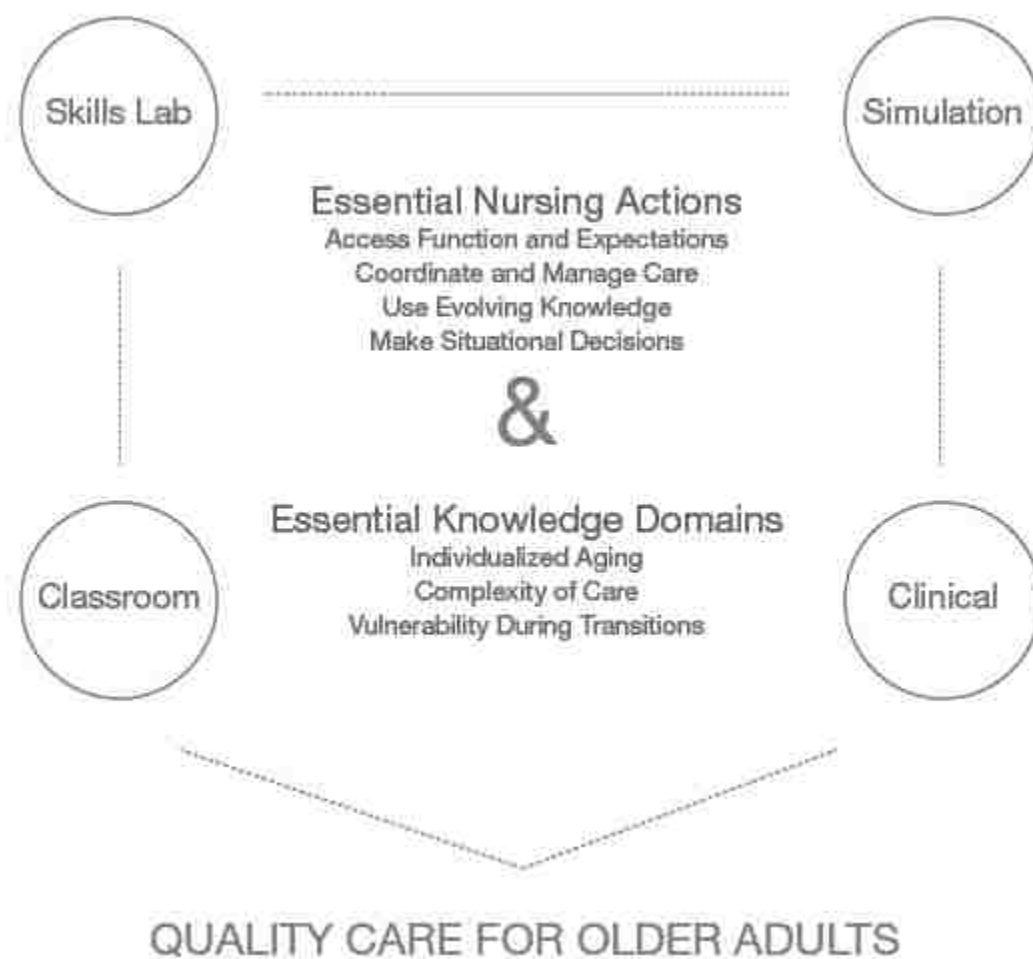 Skills Lab
Simulation
Essential Nursing Actions
Access Function and Expectations
Coordinate and Manage Care
Use Evolving Knowledge
Make Situational Decisions
&
Essential Knowledge Domains
Individualized Aging
Complexity of Care
Vulnerability During Transitions
Classroom
Clinical
QUALITY CARE FOR OLDER ADULTS